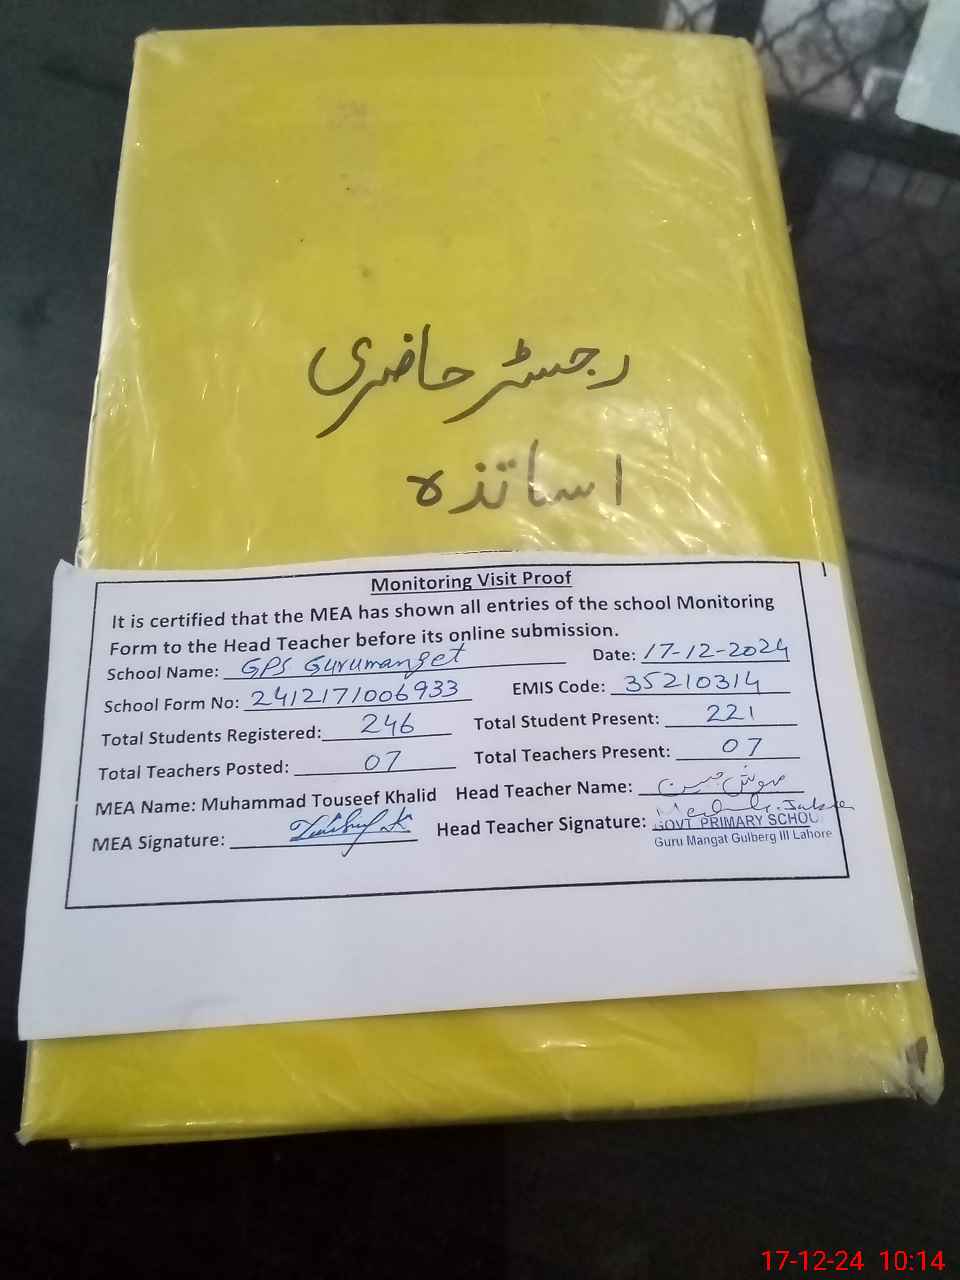 رجسٹر حاضری
اساتذہ
Monitoring Visit Proof
It is certified that the MEA has shown all entries of the school Monitoring
Form to the Head Teacher before its online submission.
School Name: GPS Gurumanget Date: 17-12-2024
School Form No: 2412171006933 EMIS Code: 35210314
Total Students Registered: 246 Total Student Present: 221
Total Teachers Posted: 07 Total Teachers Present: 07
MEA Name: Muhammad Touseef Khalid Head Teacher Name:
MEA Signature: Head Teacher Signature:
GOVT PRIMARY SCHOOL
Guru Mangat Gulberg III Lahore
17-12-24 10:14